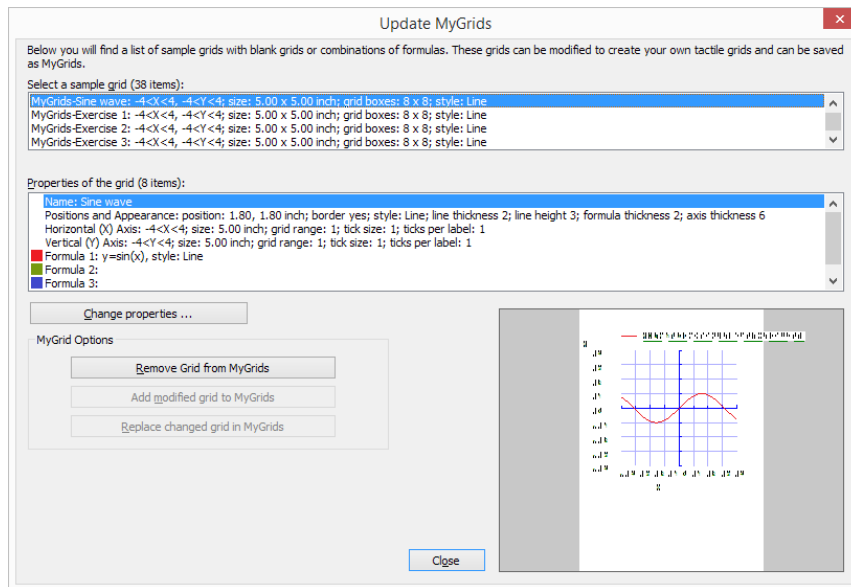 Update MyGrids
Below you will find a list of sample grids with blank grids or combinations of formulas. These grids can be modified to create your own tactile grids and can be saved
as MyGrids.
Select a sample grid (38 items):
MyGrids-Sine wave: -4<X<4, -4<Y<4; size: 5.00 x 5.00 inch; grid boxes: 8 x 8; style: Line
MyGrids-Exercise 1: -4<X<4, -4<Y<4; size: 5.00 x 5.00 inch; grid boxes: 8 x 8; style: Line
MyGrids-Exercise 2: -4<X<4, -4<Y<4; size: 5.00 x 5.00 inch; grid boxes: 8 x 8; style: Line
MyGrids-Exercise 3: -4<X<4, -4<Y<4; size: 5.00 x 5.00 inch; grid boxes: 8 x 8; style: Line
Properties of the grid (8 items):
Name: Sine wave
Positions and Appearance: position: 1.80, 1.80 inch; border yes; style: Line; line thickness 2; line height 3; formula thickness 2; axis thickness 6
Horizontal (X) Axis: -4<X<4; size: 5.00 inch; grid range: 1; tick size: 1; ticks per label: 1
Vertical (Y) Axis: -4<Y<4; size: 5.00 inch; grid range: 1; tick size: 1; ticks per label: 1
Formula 1: y=sin(x), style: Line
Formula 2:
Formula 3:
Change properties ...
MyGrid Options
Remove Grid from MyGrids
Add modified grid to MyGrids
Replace changed grid in MyGrids
Close